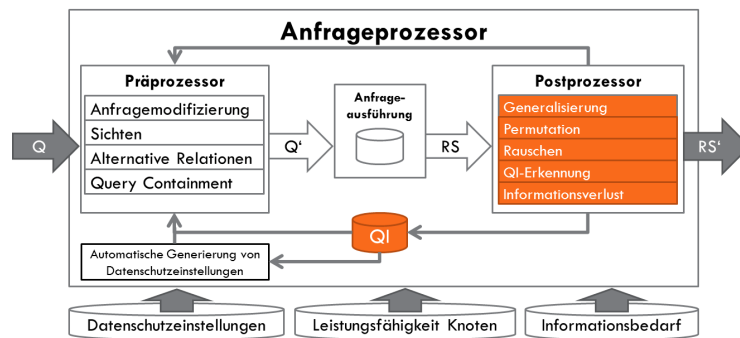 Anfrageprozessor
Präprozessor
Anfragemodifizierung
Sichten
Alternative Relationen
Query Containment
Anfrage-
ausführung
Postprozessor
Generalisierung
Permutation
Rauschen
QI-Erkennung
Informationsverlust
Q
Q‘
RS
RS‘
QI
Automatische Generierung von
Datenschutzeinstellungen
Datenschutzeinstellungen
Leistungsfähigkeit Knoten
Informationsbedarf